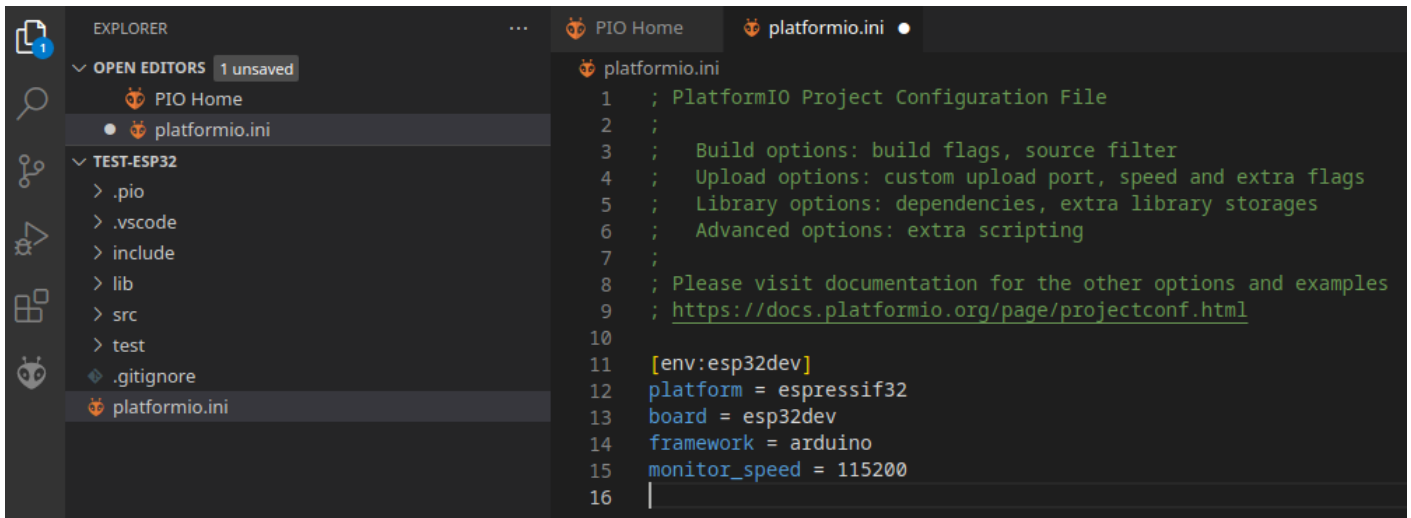 EXPLORER
...
OPEN EDITORS 1 unsaved
PIO Home
platformio.ini
TEST-ESP32
.pio
.vscode
include
lib
src
test
.gitignore
platformio.ini
1
PIO Home platformio.ini
platformio.ini
1 ; PlatformIO Project Configuration File
2 ;
3 ;   Build options: build flags, source filter
4 ;   Upload options: custom upload port, speed and extra flags
5 ;   Library options: dependencies, extra library storages
6 ;   Advanced options: extra scripting
7 ;
8 ; Please visit documentation for the other options and examples
9 ; https://docs.platformio.org/page/projectconf.html
10
11 [env:esp32dev]
12 platform = espressif32
13 board = esp32dev
14 framework = arduino
15 monitor_speed = 115200
16